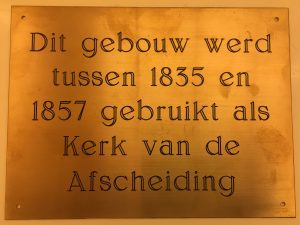 Dit gebouw werd
tussen 1835 en
1857 gebruikt als
Kerk van de
Afscheiding